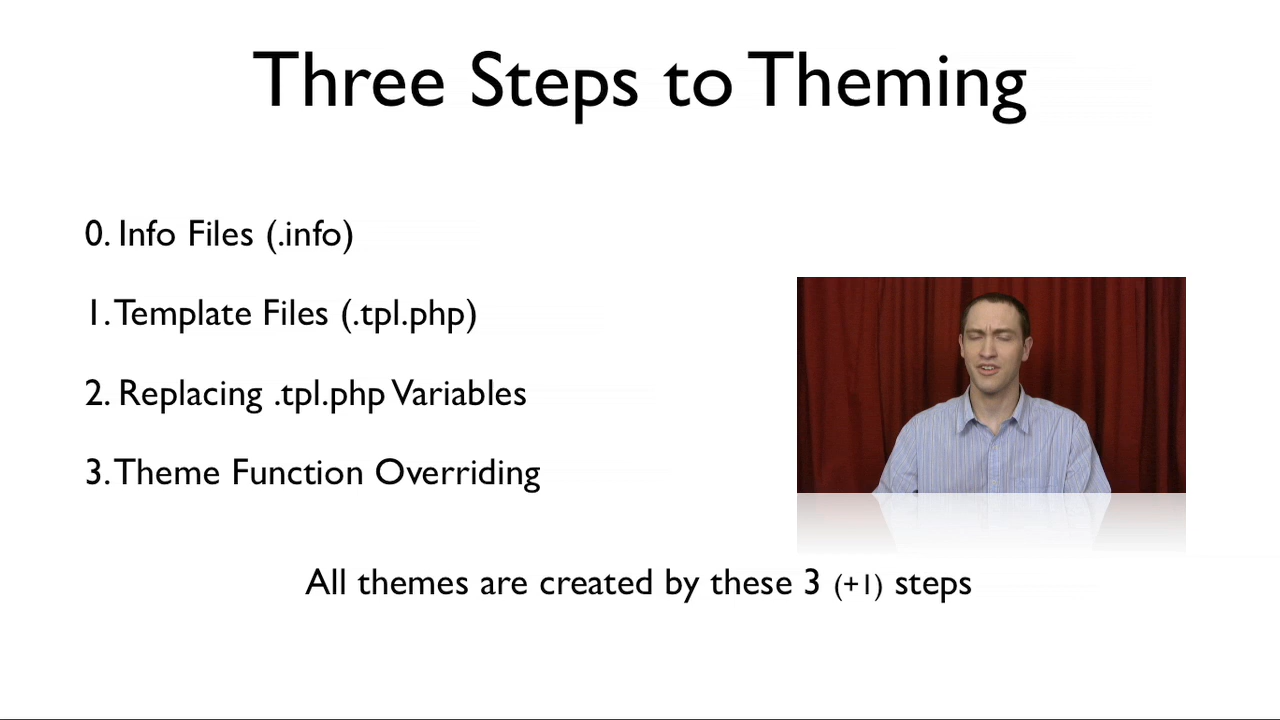 Three Steps to Theming
0. Info Files (.info)
1. Template Files (.tpl.php)
2. Replacing .tpl.php Variables
3. Theme Function Overriding
All themes are created by these 3 (+1) steps